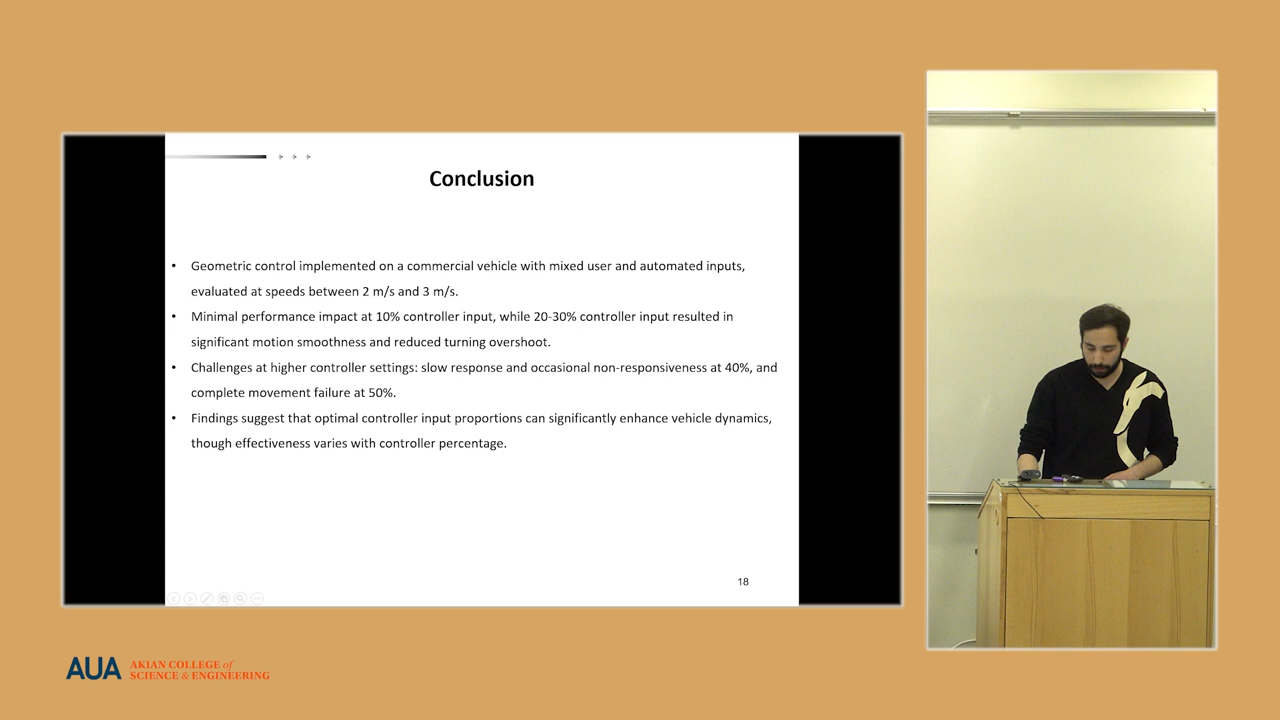 Conclusion
• Geometric control implemented on a commercial vehicle with mixed user and automated inputs,
evaluated at speeds between 2 m/s and 3 m/s.
• Minimal performance impact at 10% controller input, while 20-30% controller input resulted in
significant motion smoothness and reduced turning overshoot.
• Challenges at higher controller settings: slow response and occasional non-responsiveness at 40%, and
complete movement failure at 50%.
• Findings suggest that optimal controller input proportions can significantly enhance vehicle dynamics,
though effectiveness varies with controller percentage.
18
AUA
AKIAN COLLEGE of
SCIENCE & ENGINEERING